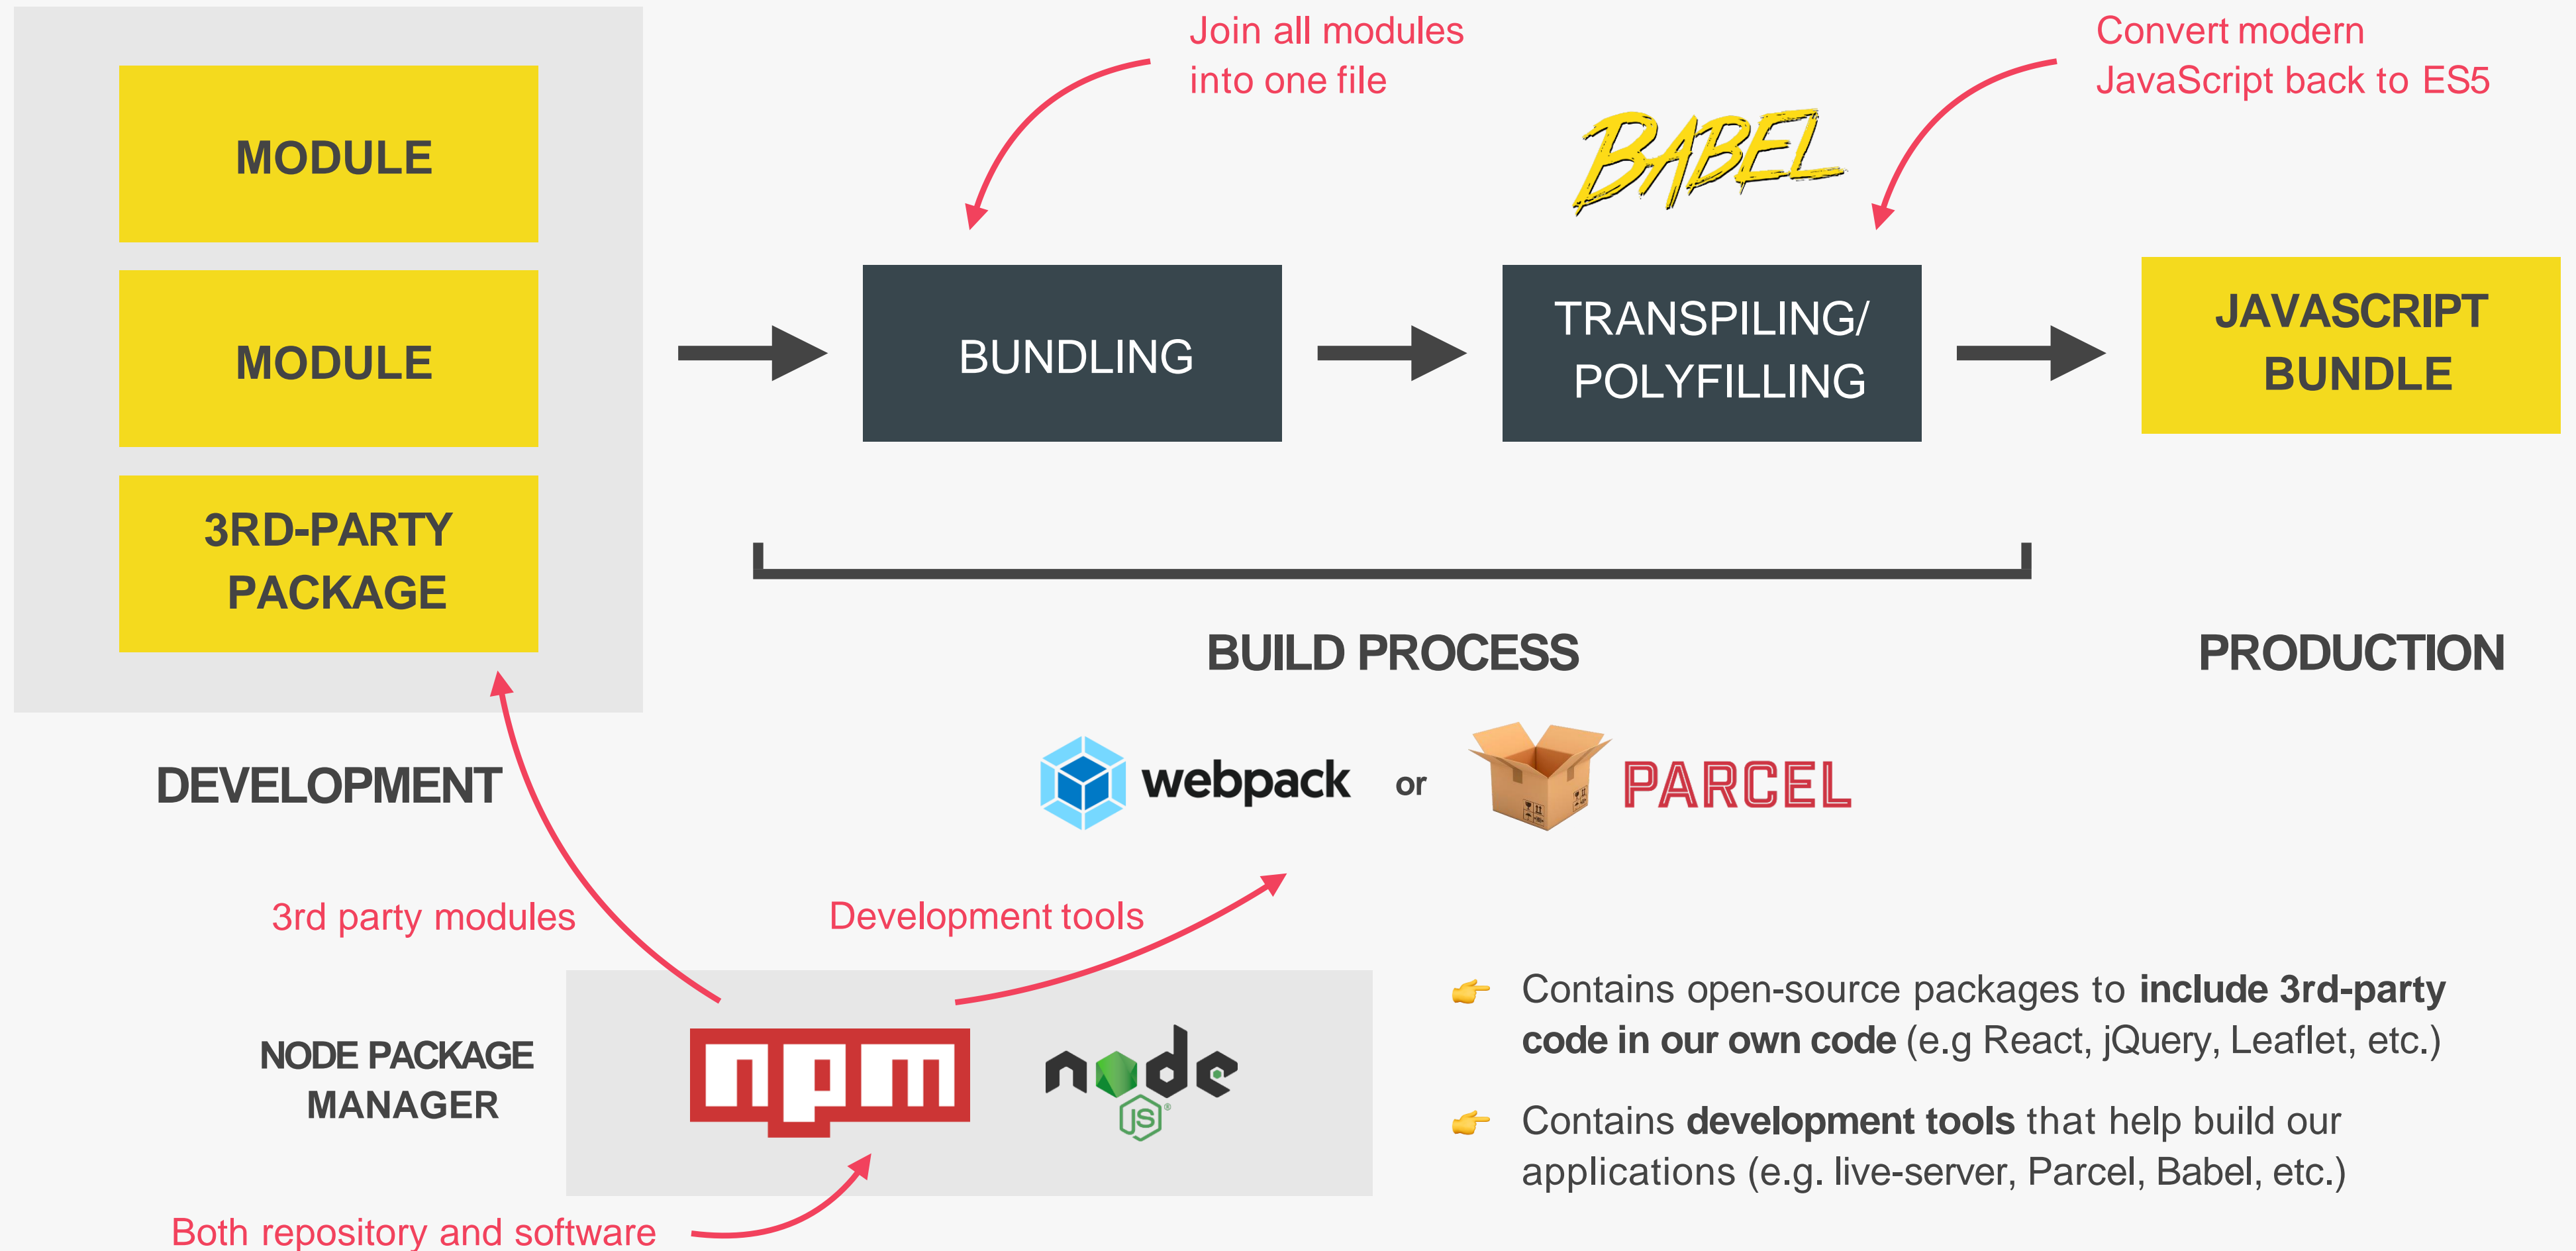 Join all modules
into one file
Convert modern
JavaScript back to ES5
BABEL
MODULE
MODULE
3RD-PARTY
PACKAGE
BUNDLING
TRANSPILING/
POLYFILLING
JAVASCRIPT
BUNDLE
DEVELOPMENT
BUILD PROCESS
PRODUCTION
webpack or PARCEL
3rd party modules
Development tools
NODE PACKAGE
MANAGER
npm
node
JS®
Both repository and software
👉 Contains open-source packages to include 3rd-party
code in our own code (e.g React, jQuery, Leaflet, etc.)
👉 Contains development tools that help build our
applications (e.g. live-server, Parcel, Babel, etc.)